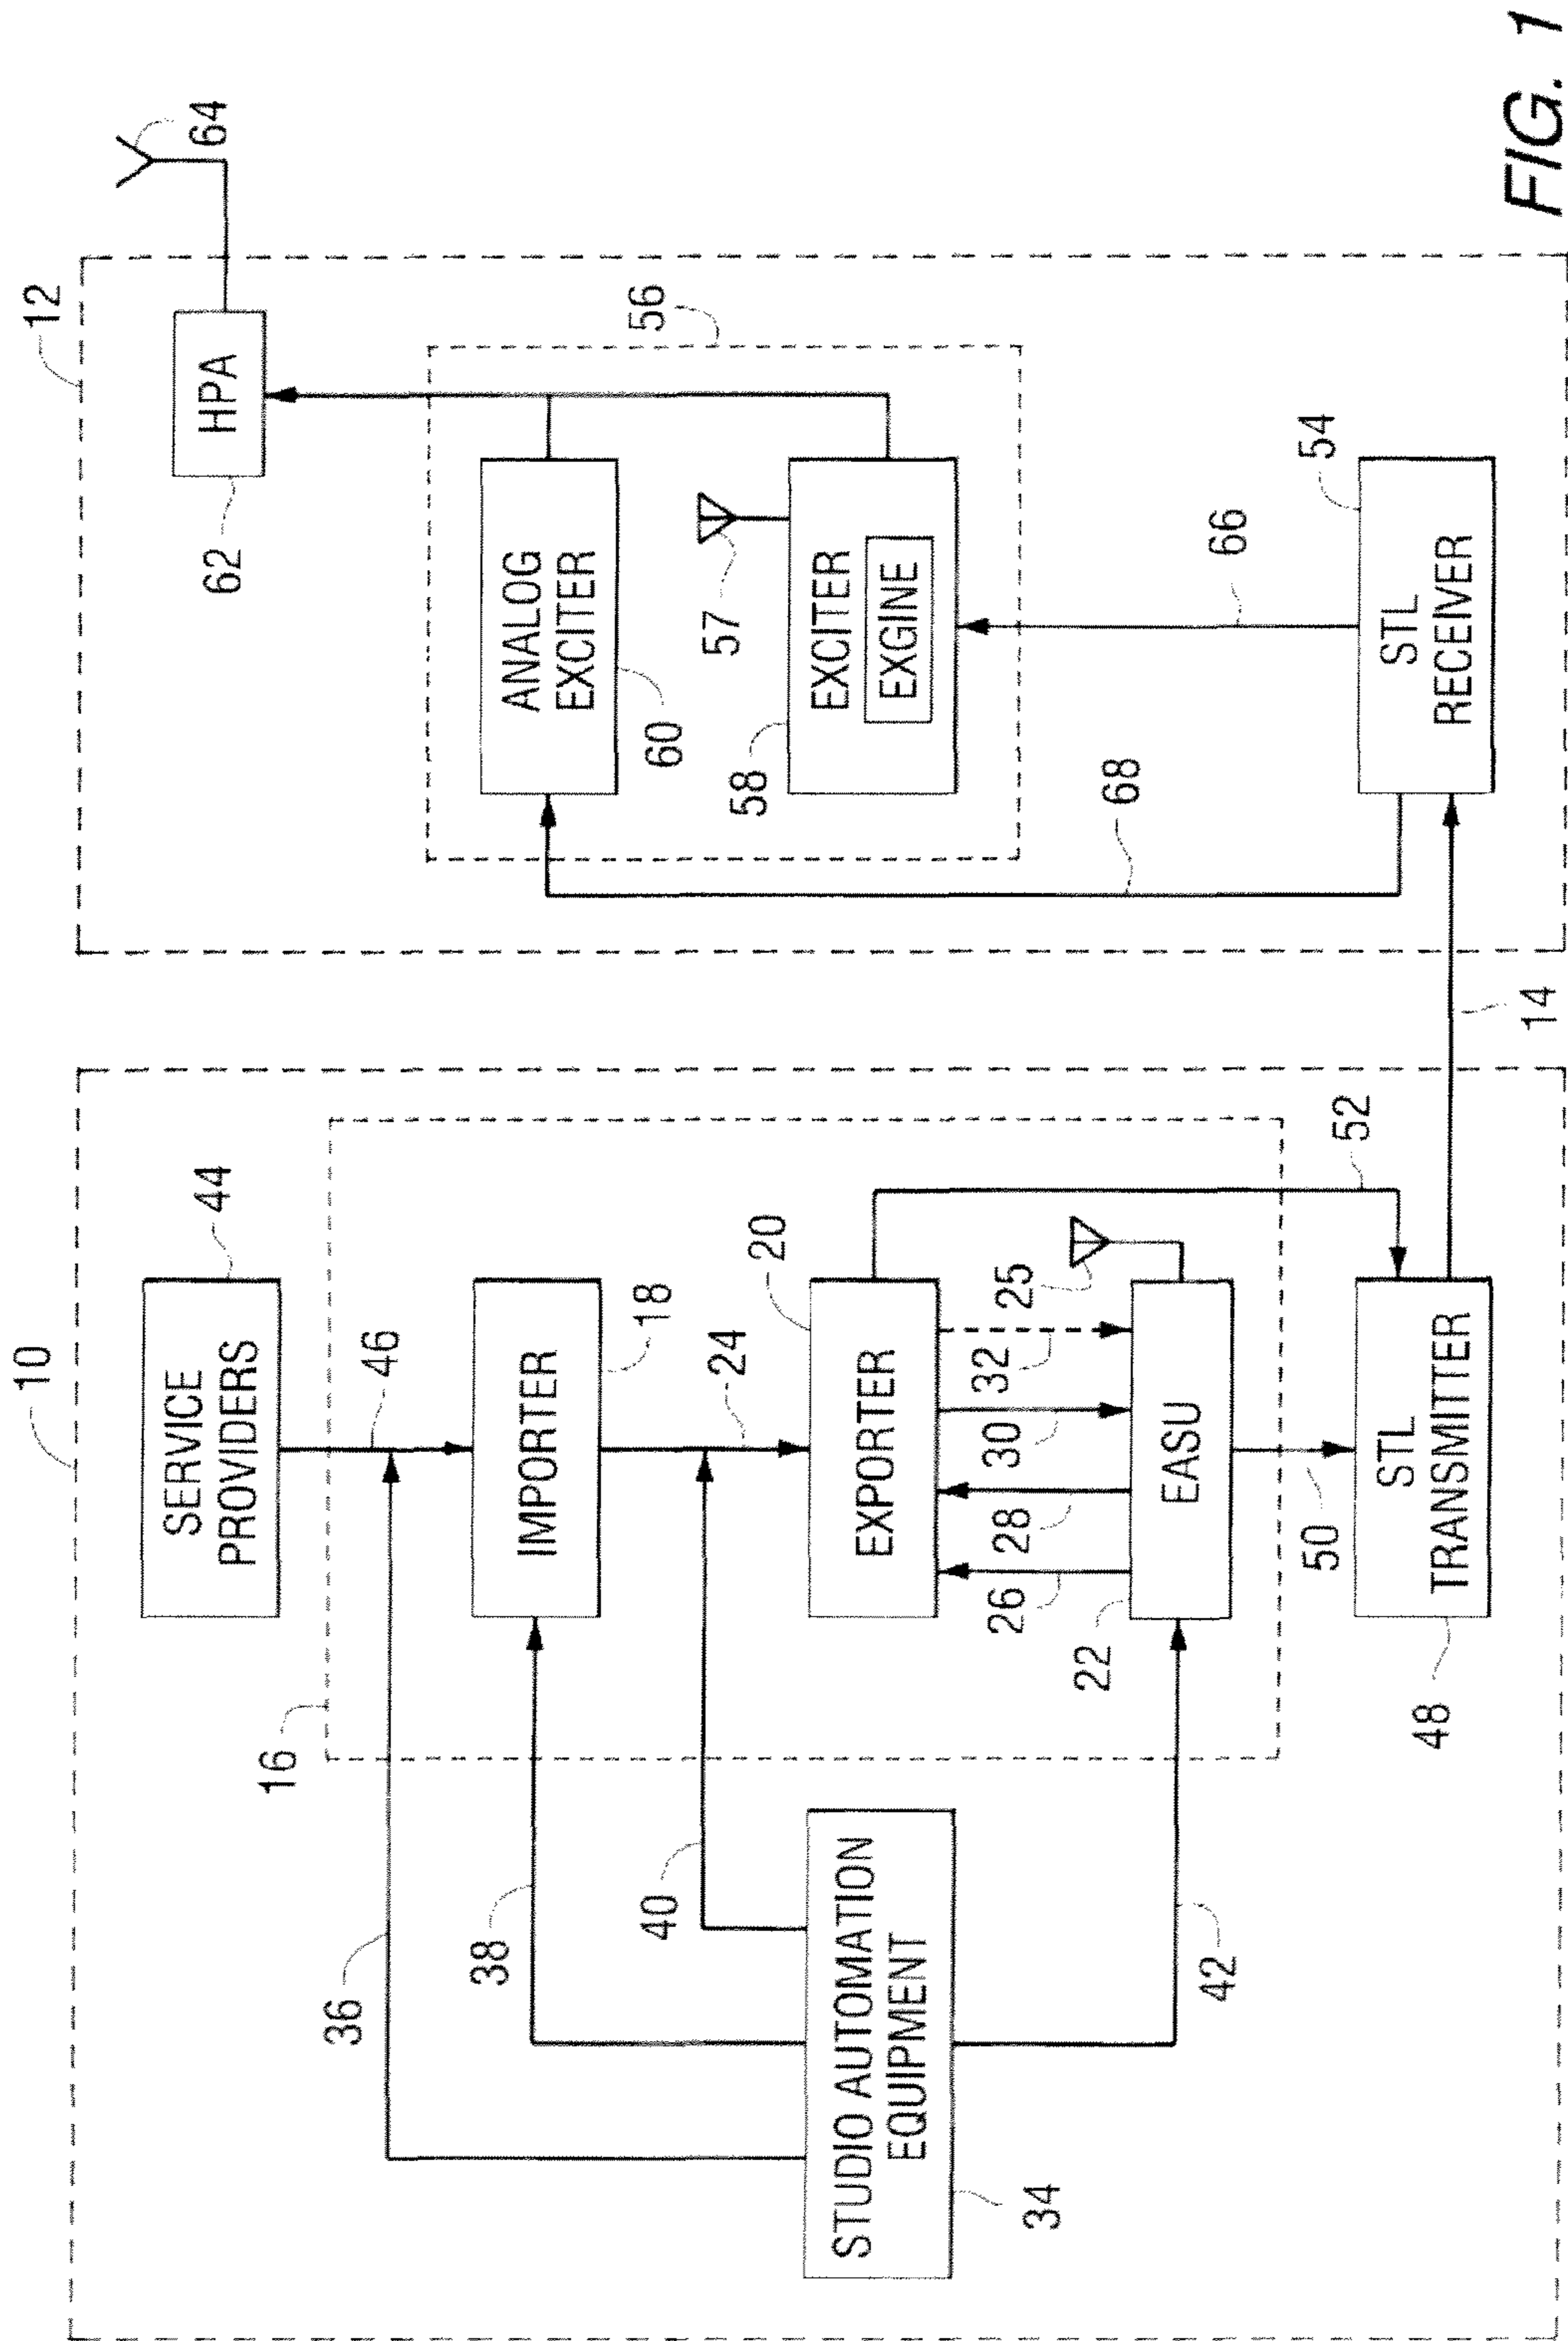 10
12
SERVICE
PROVIDERS
44
46
36
16
IMPORTER
18
38
24
40
EXPORTER
20
STUDIO AUTOMATION
EQUIPMENT
34
26
28
30
32
25
22
EASU
42
52
50
STL
TRANSMITTER
48
14
HPA
62
64
56
ANALOG
EXCITER
60
57
58
EXCITER
EXGINE
66
68
54
STL
RECEIVER
FIG. 1